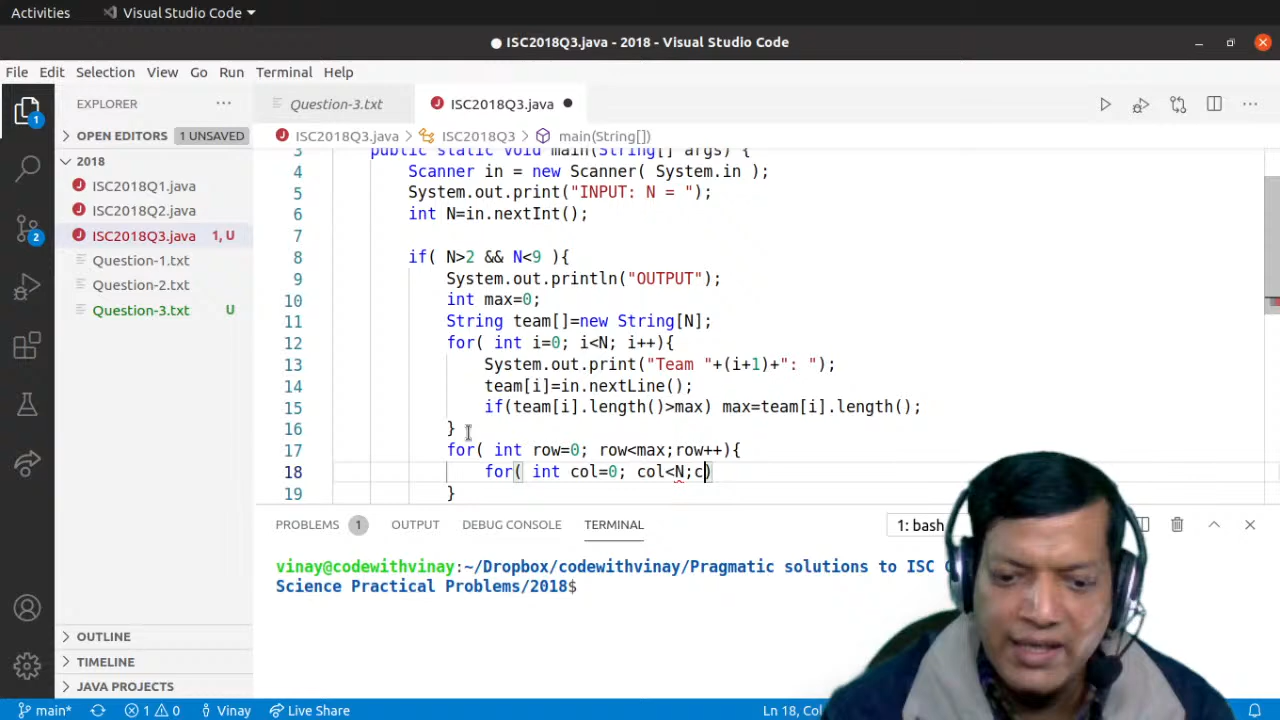 Activities Visual Studio Code
ISC2018Q3.java - 2018 - Visual Studio Code
File Edit Selection View Go Run Terminal Help
EXPLORER Question-3.txt ISC2018Q3.java
OPEN EDITORS 1 UNSAVED ISC2018Q3.java > ISC2018Q3 > main(String[])
2018
ISC2018Q1.java
ISC2018Q2.java
ISC2018Q3.java 1, U
Question-1.txt
Question-2.txt
Question-3.txt U
1
2
3 public static void main(String[] args) {
4 Scanner in = new Scanner( System.in );
5 System.out.print("INPUT: N = ");
6 int N=in.nextInt();
7
8 if( N>2 && N<9 ){
9 System.out.println("OUTPUT");
10 int max=0;
11 String team[]=new String[N];
12 for( int i=0; i<N; i++){
13 System.out.print("Team "+(i+1)+": ");
14 team[i]=in.nextLine();
15 if(team[i].length()>max) max=team[i].length();
16 }
17 for( int row=0; row<max;row++){
18 for( int col=0; col<N;c)
19 }
PROBLEMS 1 OUTPUT DEBUG CONSOLE TERMINAL 1: bash
vinay@codewithvinay:~/Dropbox/codewithvinay/Pragmatic solutions to ISC C
Science Practical Problems/2018$
OUTLINE
TIMELINE
JAVA PROJECTS
main* 1 0 Vinay Live Share Ln 18, Col